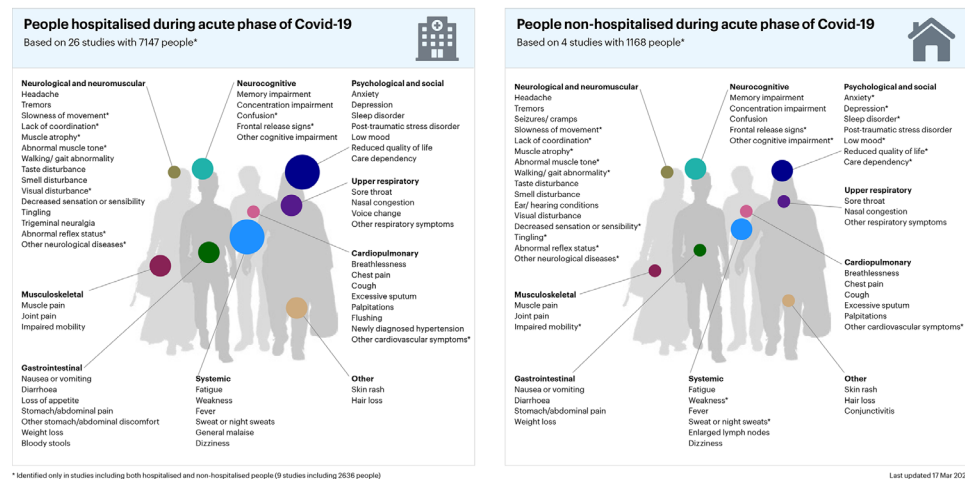 People hospitalised during acute phase of Covid-19
Based on 26 studies with 7147 people*
Neurological and neuromuscular
Headache
Tremors
Slowness of movement*
Lack of coordination*
Muscle atrophy*
Abnormal muscle tone*
Walking/ gait abnormality
Taste disturbance
Smell disturbance
Visual disturbance*
Decreased sensation or sensibility
Tingling
Trigeminal neuralgia
Abnormal reflex status*
Other neurological diseases*
Neurocognitive
Memory impairment
Concentration impairment
Confusion*
Frontal release signs*
Other cognitive impairment
Psychological and social
Anxiety
Depression
Sleep disorder
Post-traumatic stress disorder
Low mood
Reduced quality of life
Care dependency
Upper respiratory
Sore throat
Nasal congestion
Voice change
Other respiratory symptoms
Cardiopulmonary
Breathlessness
Chest pain
Cough
Excessive sputum
Palpitations
Flushing
Newly diagnosed hypertension
Other cardiovascular symptoms*
Musculoskeletal
Muscle pain
Joint pain
Impaired mobility
Gastrointestinal
Nausea or vomiting
Diarrhoea
Loss of appetite
Stomach/abdominal pain
Other stomach/abdominal discomfort
Weight loss
Bloody stools
Systemic
Fatigue
Weakness
Fever
Sweat or night sweats
General malaise
Dizziness
Other
Skin rash
Hair loss
People non-hospitalised during acute phase of Covid-19
Based on 4 studies with 1168 people*
Neurological and neuromuscular
Headache
Tremors
Seizures/ cramps
Slowness of movement*
Lack of coordination*
Muscle atrophy*
Abnormal muscle tone*
Walking/ gait abnormality*
Taste disturbance
Smell disturbance
Ear/ hearing conditions
Visual disturbance
Decreased sensation or sensibility*
Tingling*
Abnormal reflex status*
Other neurological diseases*
Neurocognitive
Memory impairment
Concentration impairment
Confusion
Frontal release signs*
Other cognitive impairment*
Psychological and social
Anxiety*
Depression*
Sleep disorder*
Post-traumatic stress disorder
Low mood*
Reduced quality of life*
Care dependency*
Upper respiratory
Sore throat
Nasal congestion
Other respiratory symptoms
Cardiopulmonary
Breathlessness
Chest pain
Cough
Excessive sputum
Palpitations
Other cardiovascular symptoms*
Musculoskeletal
Muscle pain
Joint pain
Impaired mobility*
Gastrointestinal
Nausea or vomiting
Diarrhoea
Stomach/abdominal pain
Weight loss
Systemic
Fatigue
Weakness*
Fever
Sweat or night sweats*
Enlarged lymph nodes
Dizziness
Other
Skin rash
Hair loss
Conjunctivitis
* Identified only in studies including both hospitalised and non-hospitalised people (9 studies including 2636 people)
Last updated 17 Mar 202